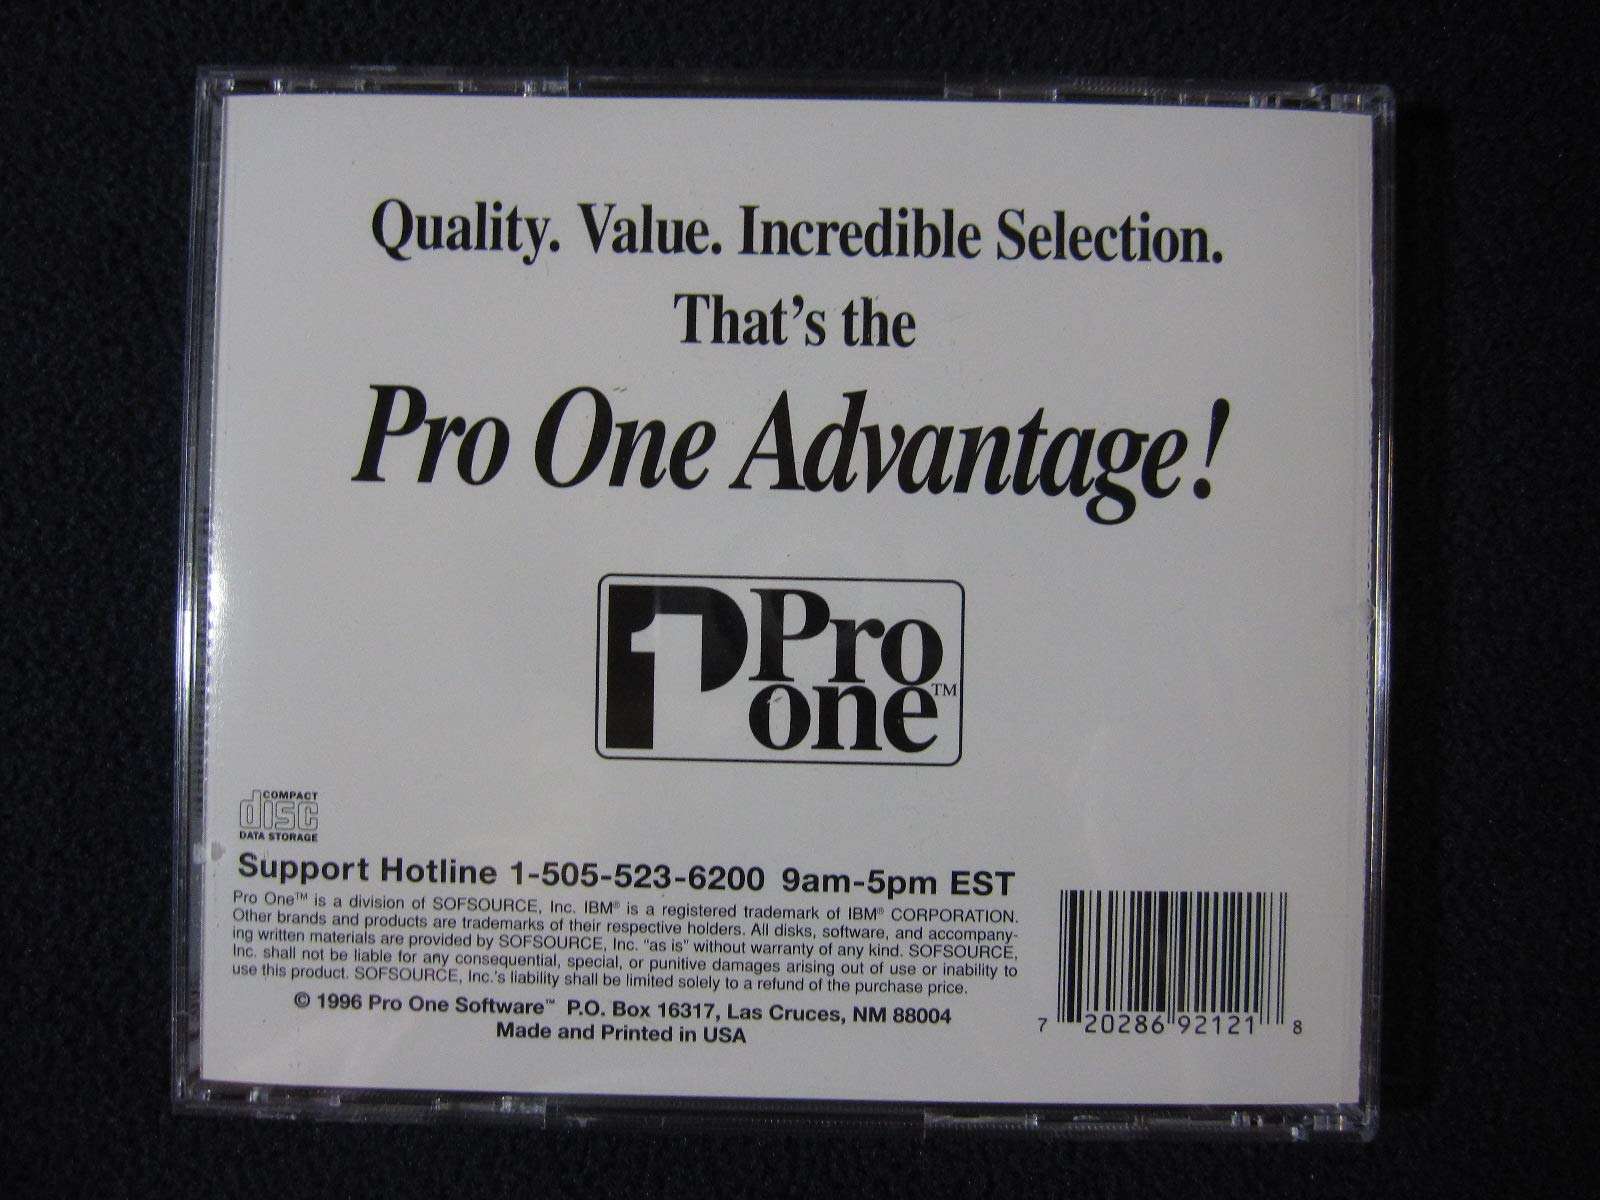 Quality. Value. Incredible Selection.
That's the
Pro One Advantage!
1 Pro
one™
COMPACT
disc
DATA STORAGE
Support Hotline 1-505-523-6200 9am-5pm EST
Pro One™ is a division of SOFSOURCE, Inc. IBM® is a registered trademark of IBM® CORPORATION.
Other brands and products are trademarks of their respective holders. All disks, software, and accompany-
ing written materials are provided by SOFSOURCE, Inc. "as is" without warranty of any kind. SOFSOURCE,
Inc. shall not be liable for any consequential, special, or punitive damages arising out of use or inability to
use this product. SOFSOURCE, Inc.'s liability shall be limited solely to a refund of the purchase price.
© 1996 Pro One Software™ P.O. Box 16317, Las Cruces, NM 88004
Made and Printed in USA
7 20286 92121 8